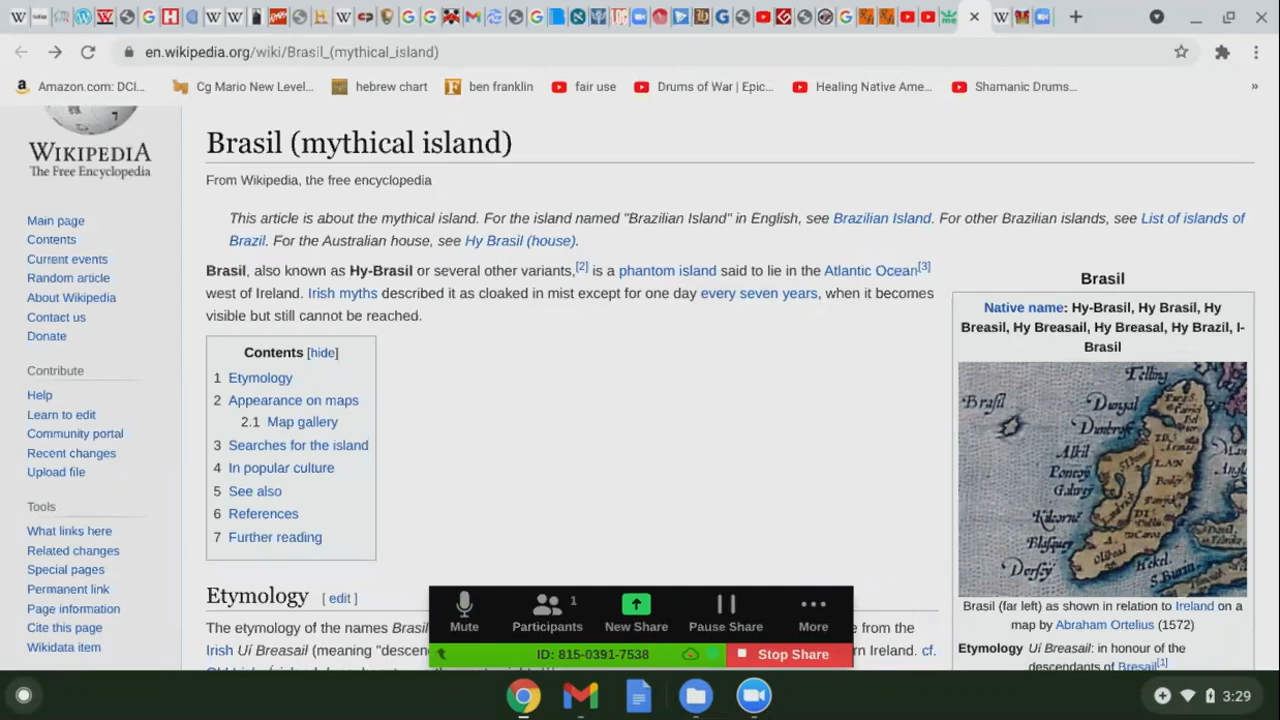 en.wikipedia.org/wiki/Brasil_(mythical_island)
Amazon.com: DCI...
Cg Mario New Level...
hebrew chart
ben franklin
fair use
Drums of War | Epic...
Healing Native Ame...
Shamanic Drums...
»
WIKIPEDIA
The Free Encyclopedia
Main page
Contents
Current events
Random article
About Wikipedia
Contact us
Donate
Contribute
Help
Learn to edit
Community portal
Recent changes
Upload file
Tools
What links here
Related changes
Special pages
Permanent link
Page information
Cite this page
Wikidata item
Brasil (mythical island)
From Wikipedia, the free encyclopedia
This article is about the mythical island. For the island named "Brazilian Island" in English, see Brazilian Island. For other Brazilian islands, see List of islands of
Brazil. For the Australian house, see Hy Brasil (house).
Brasil, also known as Hy-Brasil or several other variants,[2] is a phantom island said to lie in the Atlantic Ocean[3]
west of Ireland. Irish myths described it as cloaked in mist except for one day every seven years, when it becomes
visible but still cannot be reached.
Contents [hide]
1 Etymology
2 Appearance on maps
2.1 Map gallery
3 Searches for the island
4 In popular culture
5 See also
6 References
7 Further reading
Etymology [ edit ]
The etymology of the names Brasil
e from the
Irish Uí Breasail (meaning "descen
rn Ireland. cf.
Brasil
Native name: Hy-Brasil, Hy Brasil, Hy
Breasil, Hy Breasail, Hy Breasal, Hy Brazil, I-
Brasil
Brasil
Brasil (far left) as shown in relation to Ireland on a
map by Abraham Ortelius (1572)
Etymology Uí Breasail: in honour of the
descendants of Bresail[1]
Mute
Participants
1
New Share
Pause Share
More
ID: 815-0391-7538
Stop Share
3:29